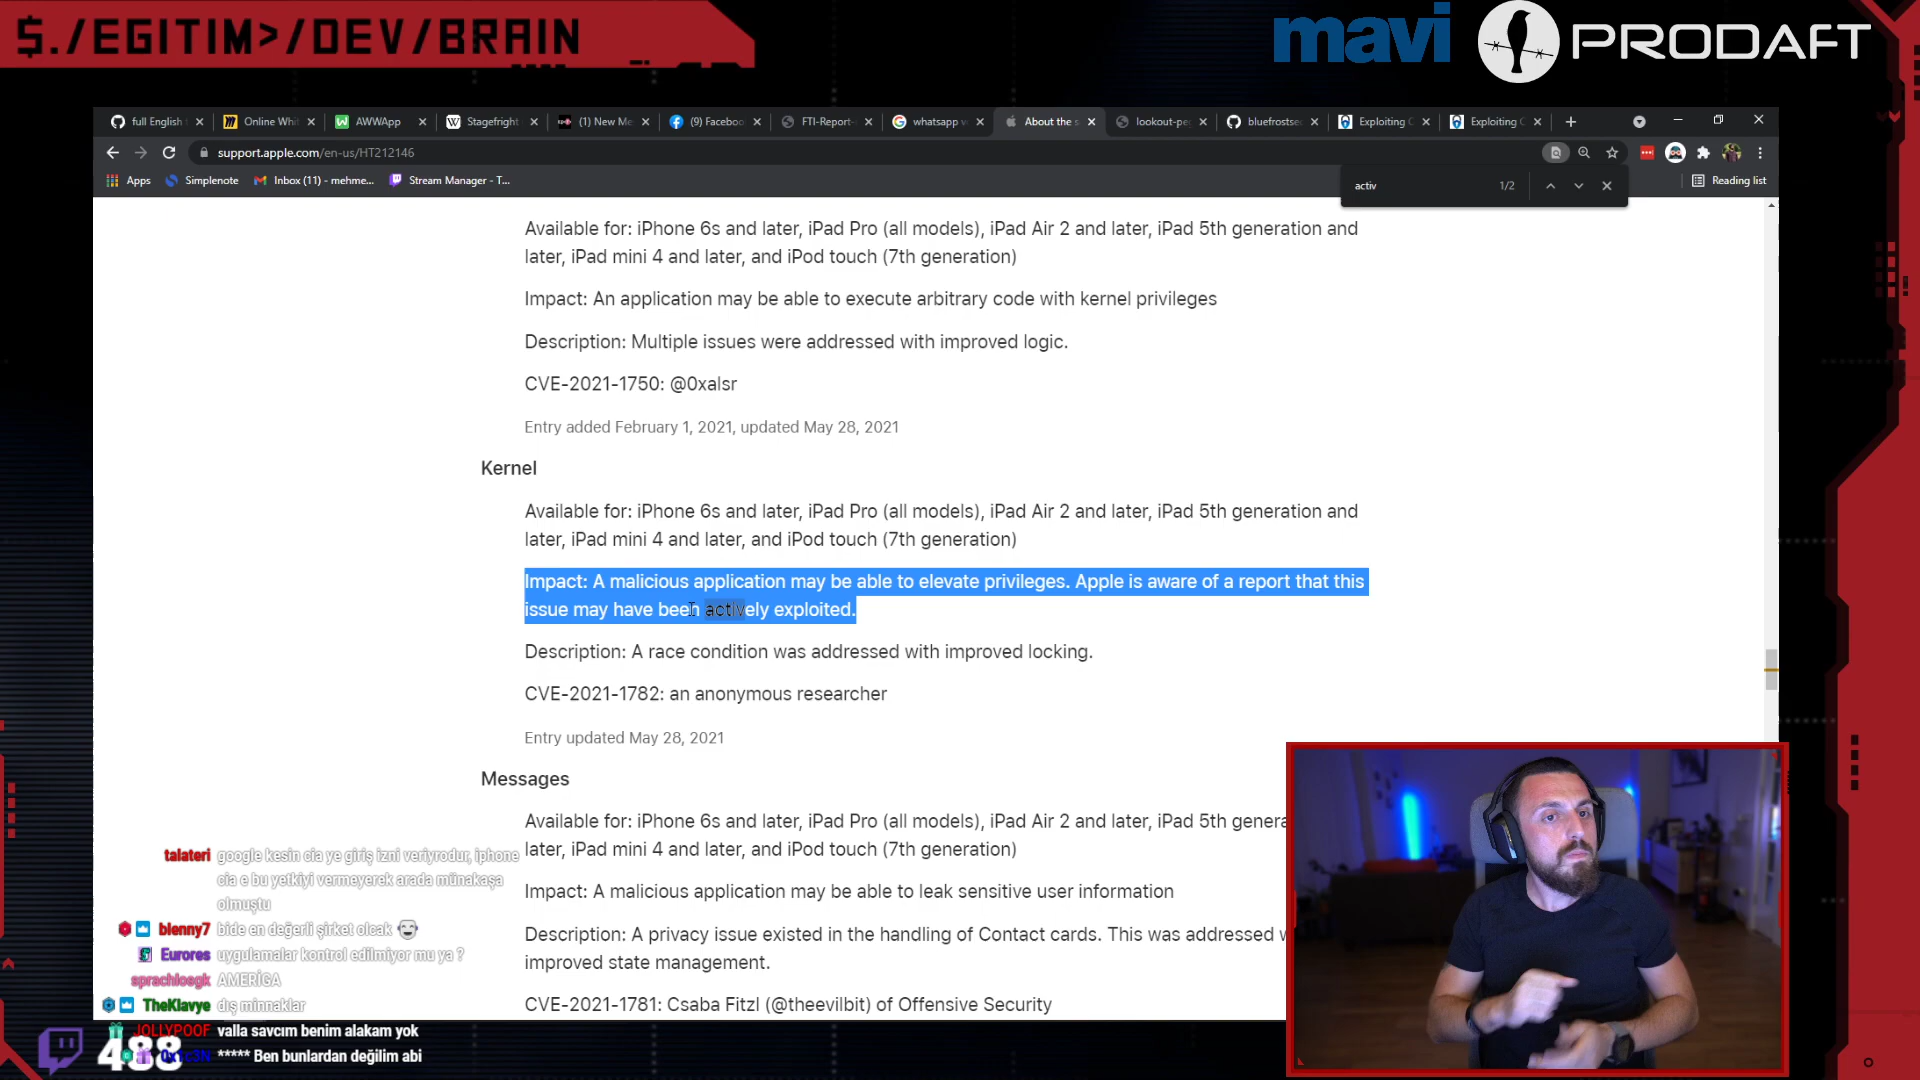 $./EGITIM>/DEV/BRAIN
mavi
PRODAFT
full English
Online Whi
AWWApp
Stagefright
(1) New Me
(9) Faceboo
FTI-Report-
whatsapp v
About the s
lookout-pe
bluefrostse
Exploiting C
Exploiting C
support.apple.com/en-us/HT212146
Apps
Simplenote
Inbox (11) - mehme...
Stream Manager - T...
activ
1/2
Reading list
Available for: iPhone 6s and later, iPad Pro (all models), iPad Air 2 and later, iPad 5th generation and
later, iPad mini 4 and later, and iPod touch (7th generation)
Impact: An application may be able to execute arbitrary code with kernel privileges
Description: Multiple issues were addressed with improved logic.
CVE-2021-1750: @0xalsr
Entry added February 1, 2021, updated May 28, 2021
Kernel
Available for: iPhone 6s and later, iPad Pro (all models), iPad Air 2 and later, iPad 5th generation and
later, iPad mini 4 and later, and iPod touch (7th generation)
Impact: A malicious application may be able to elevate privileges. Apple is aware of a report that this
issue may have been actively exploited.
Description: A race condition was addressed with improved locking.
CVE-2021-1782: an anonymous researcher
Entry updated May 28, 2021
Messages
Available for: iPhone 6s and later, iPad Pro (all models), iPad Air 2 and later, iPad 5th genera
later, iPad mini 4 and later, and iPod touch (7th generation)
Impact: A malicious application may be able to leak sensitive user information
Description: A privacy issue existed in the handling of Contact cards. This was addressed w
improved state management.
CVE-2021-1781: Csaba Fitzl (@theevilbit) of Offensive Security
talateri google kesin cia ye giriş izni veriyrodur, iphone
cia e bu yetkiyi vermeyerek arada münakaşa
olmuştu
blenny7 bide en değerli şirket olcak
Eurores uygulamalar kontrol edilmiyor mu ya ?
sprachlosgk AMERİGA
TheKlavye dış minnaklar
JOLLYPOOF valla savcım benim alakam yok
***** Ben bunlardan değilim abi
488